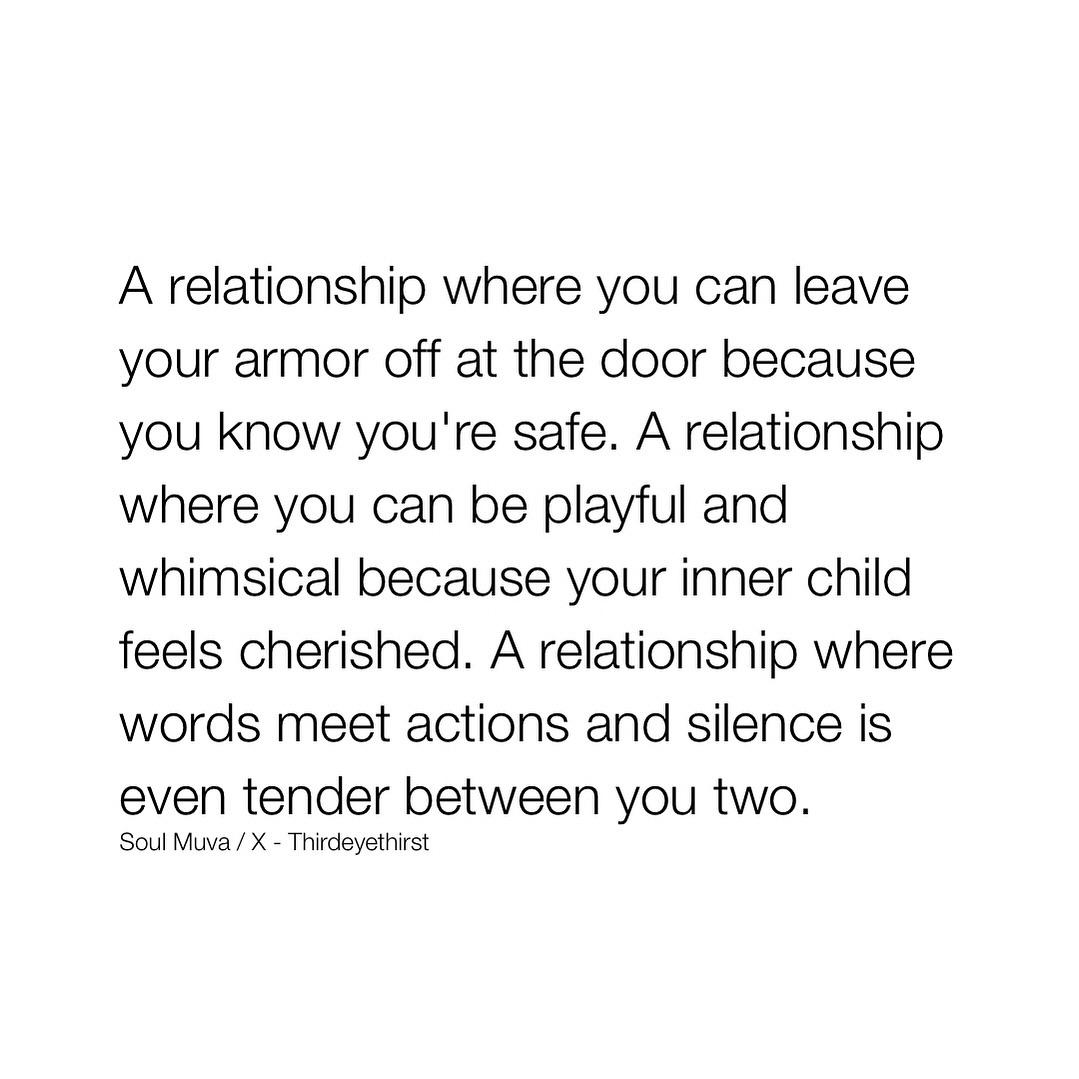 A relationship where you can leave
your armor off at the door because
you know you're safe. A relationship
where you can be playful and
whimsical because your inner child
feels cherished. A relationship where
words meet actions and silence is
even tender between you two.
Soul Muva / X - Thirdeyethirst